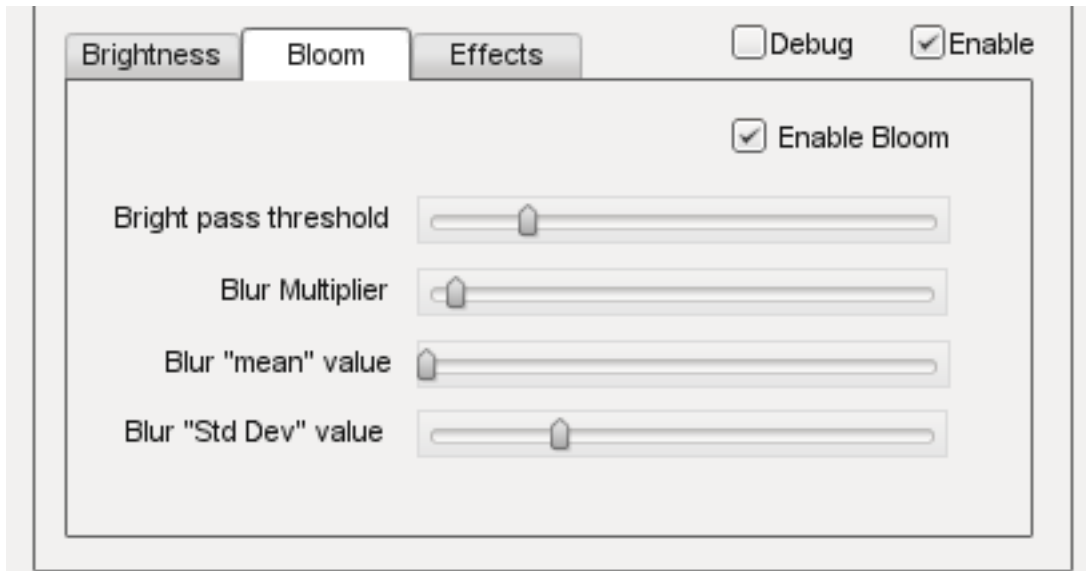 Brightness Bloom Effects Debug Enable
Enable Bloom
Bright pass threshold
Blur Multiplier
Blur "mean" value
Blur "Std Dev" value